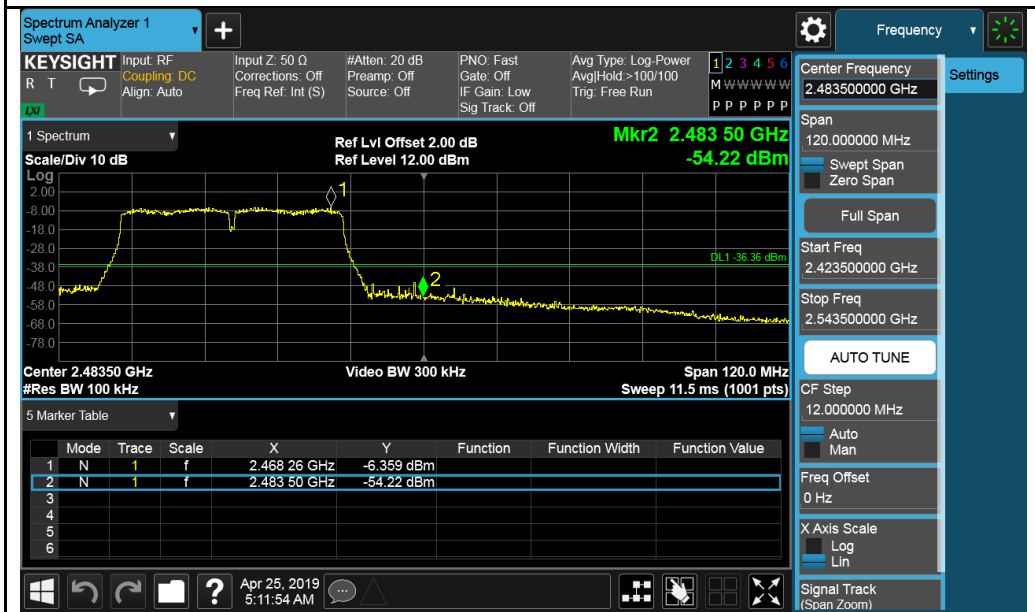 Spectrum Analyzer 1
Swept SA
+
Frequency
KEYSIGHT
R T
LXI
Input: RF
Coupling: DC
Align: Auto
Input Z: 50 Ω
Corrections: Off
Freq Ref: Int (S)
#Atten: 20 dB
Preamp: Off
Source: Off
PNO: Fast
Gate: Off
IF Gain: Low
Sig Track: Off
Avg Type: Log-Power
Avg|Hold:>100/100
Trig: Free Run
1 2 3 4 5 6
M W W W W W
P P P P P P
1 Spectrum
Scale/Div 10 dB
Ref Lvl Offset 2.00 dB
Ref Level 12.00 dBm
Mkr2 2.483 50 GHz
-54.22 dBm
Log
2.00
-8.00
-18.0
-28.0
-38.0
-48.0
-58.0
-68.0
-78.0
1
2
DL1 -36.36 dBm
Center 2.48350 GHz
#Res BW 100 kHz
Video BW 300 kHz
Span 120.0 MHz
Sweep 11.5 ms (1001 pts)
5 Marker Table
Mode Trace Scale X Y Function Function Width Function Value
1 N 1 f 2.468 26 GHz -6.359 dBm
2 N 1 f 2.483 50 GHz -54.22 dBm
3
4
5
6
?
Apr 25, 2019
5:11:54 AM
Center Frequency
2.483500000 GHz
Span
120.000000 MHz
Swept Span
Zero Span
Full Span
Start Freq
2.423500000 GHz
Stop Freq
2.543500000 GHz
AUTO TUNE
CF Step
12.000000 MHz
Auto
Man
Freq Offset
0 Hz
X Axis Scale
Log
Lin
Signal Track
(Span Zoom)
Settings